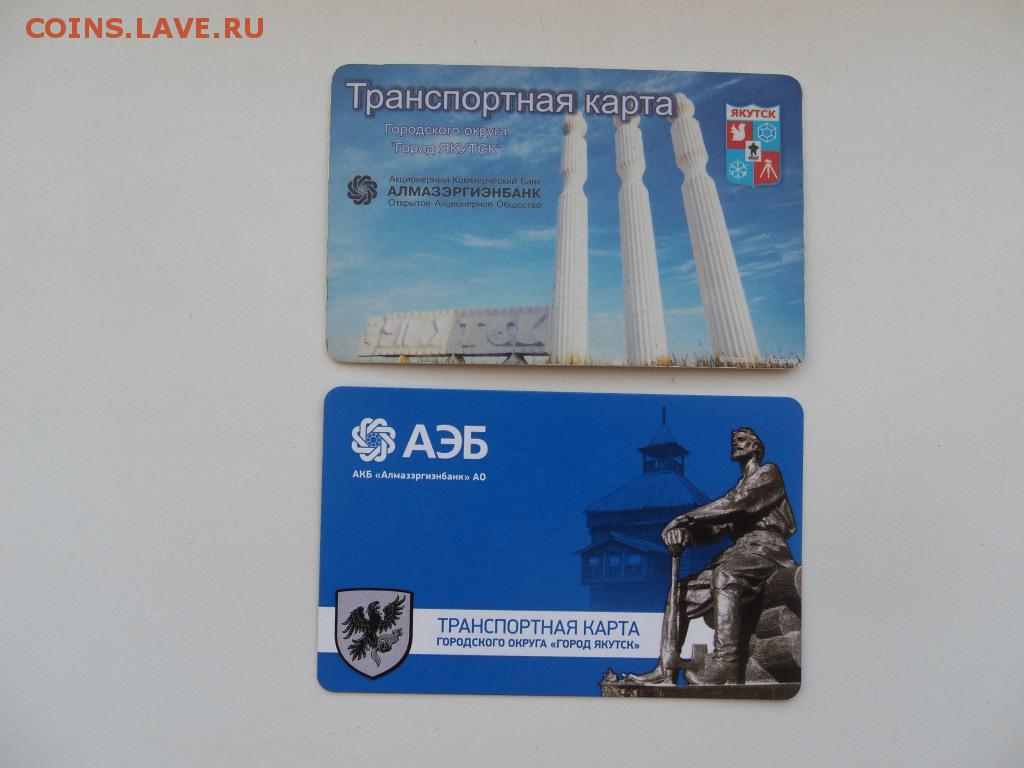 COINS.LAVE.RU
Транспортная карта
Городского округа
"Город ЯКУТСК"
Акционерный Коммерческий Банк
АЛМАЗЭРГИЭНБАНК
Открытое Акционерное Общество
ЯКУТСК
АЭБ
АКБ «Алмазэргиэнбанк» АО
ТРАНСПОРТНАЯ КАРТА
ГОРОДСКОГО ОКРУГА «ГОРОД ЯКУТСК»